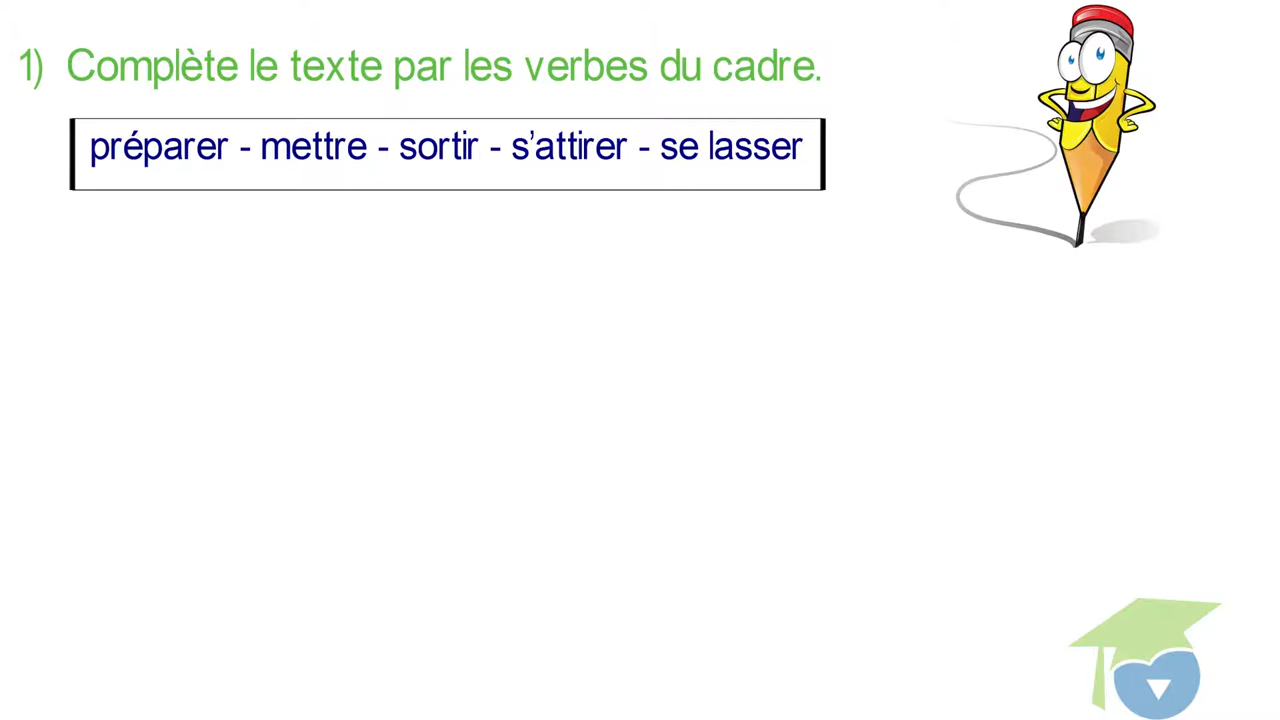 1) Complète le texte par les verbes du cadre.
préparer - mettre - sortir - s’attirer - se lasser